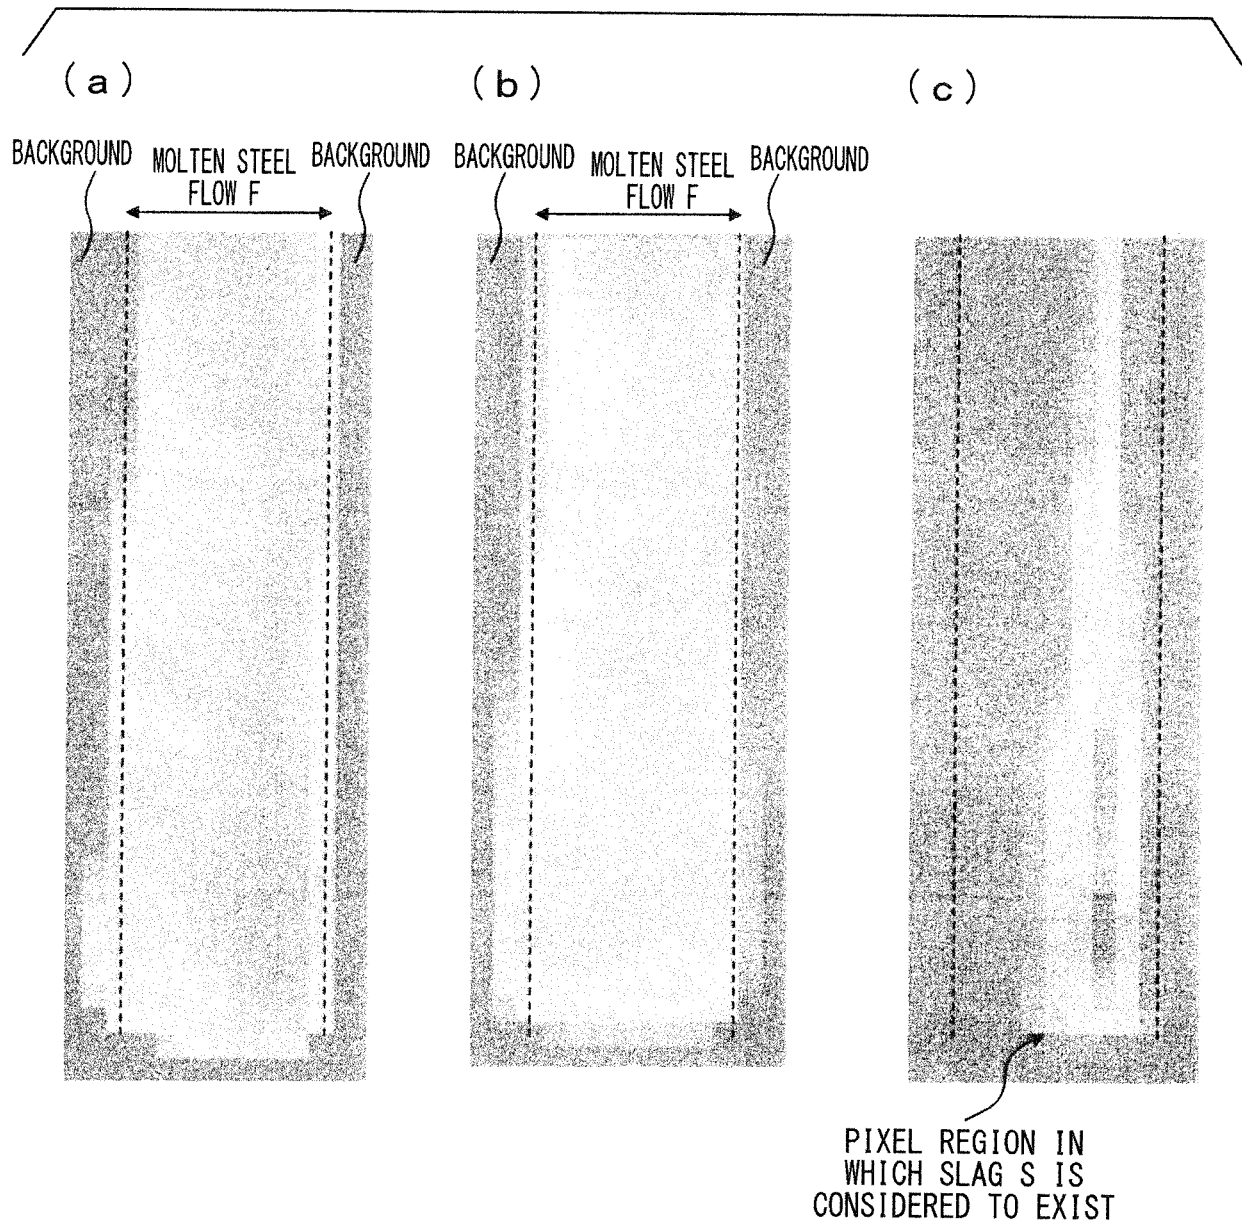 (a)
(b)
(c)
BACKGROUND
MOLTEN STEEL
FLOW F
BACKGROUND
BACKGROUND
MOLTEN STEEL
FLOW F
BACKGROUND
PIXEL REGION IN
WHICH SLAG S IS
CONSIDERED TO EXIST